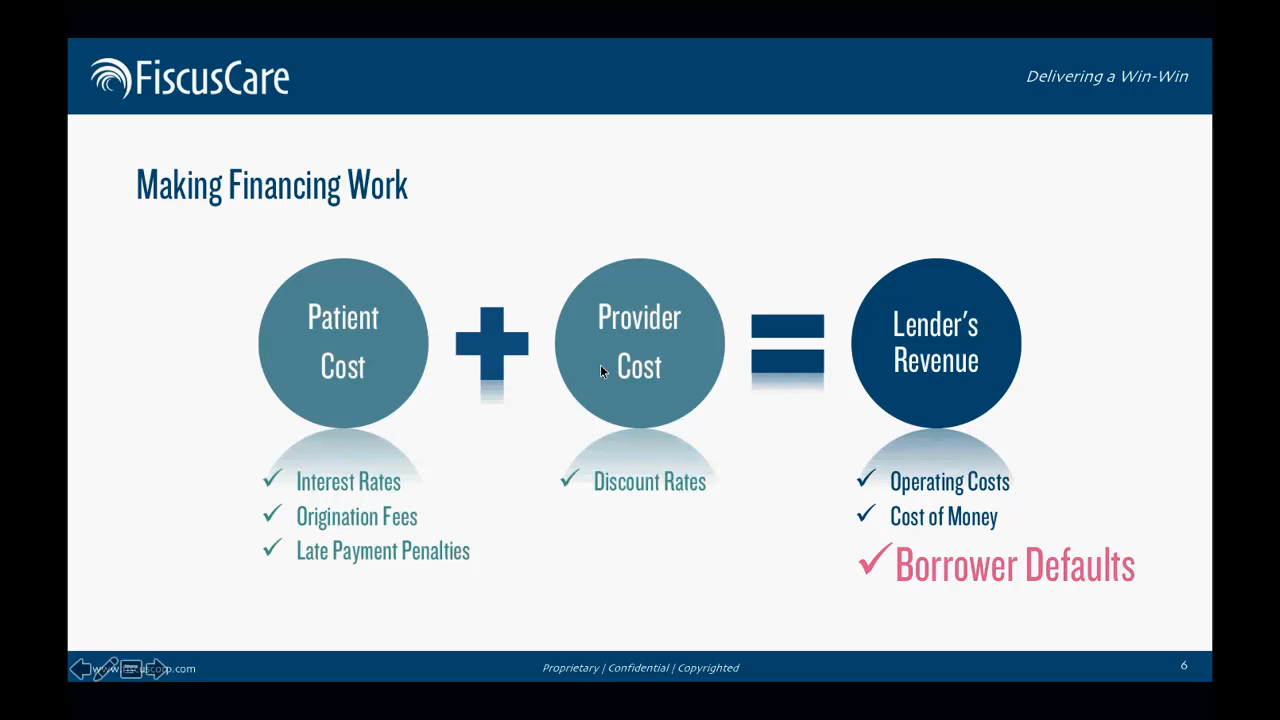 FiscusCare
Delivering a Win-Win
Making Financing Work
Patient
Cost
Provider
Cost
Lender's
Revenue
✓ Interest Rates
✓ Origination Fees
✓ Late Payment Penalties
✓ Discount Rates
✓ Operating Costs
✓ Cost of Money
✓ Borrower Defaults
Proprietary | Confidential | Copyrighted
6